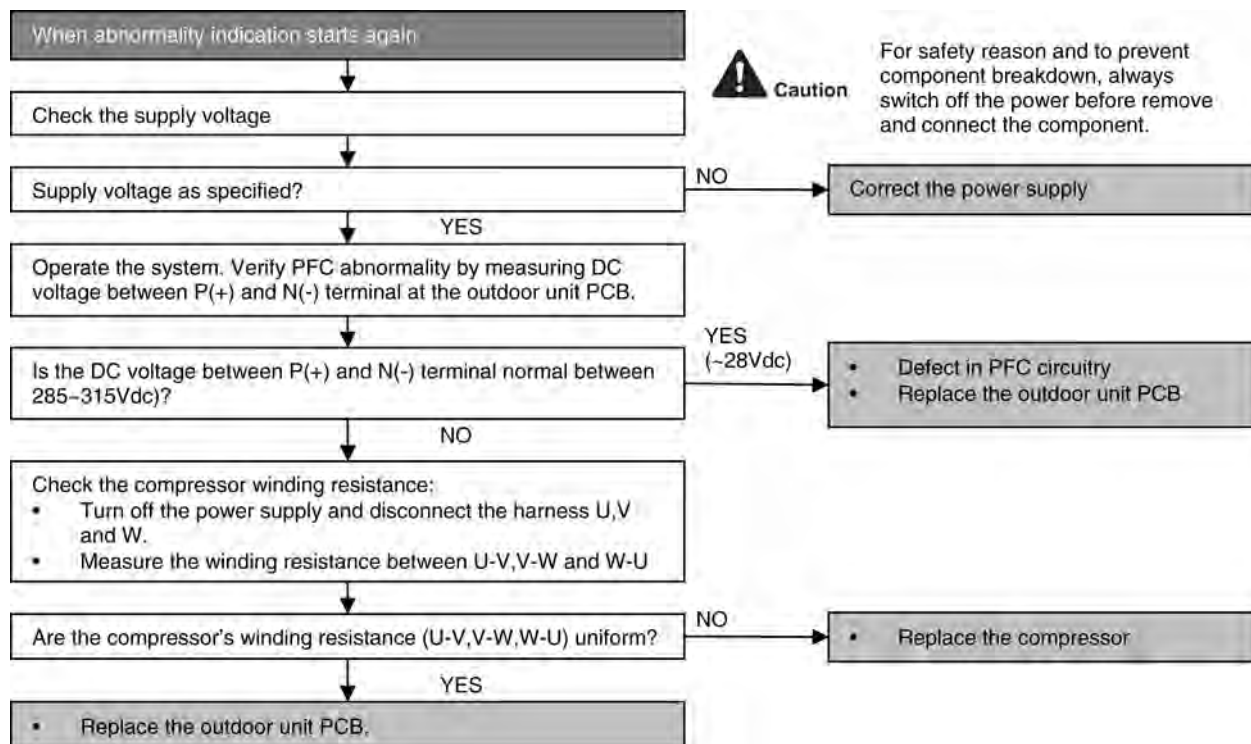 When abnormality indication starts again
Caution
For safety reason and to prevent
component breakdown, always
switch off the power before remove
and connect the component.
Check the supply voltage
Supply voltage as specified?
NO
Correct the power supply
YES
Operate the system. Verify PFC abnormality by measuring DC
voltage between P(+) and N(-) terminal at the outdoor unit PCB.
Is the DC voltage between P(+) and N(-) terminal normal between
285~315Vdc)?
YES
(~28Vdc)
• Defect in PFC circuitry
• Replace the outdoor unit PCB
NO
Check the compressor winding resistance:
• Turn off the power supply and disconnect the harness U,V
and W.
• Measure the winding resistance between U-V,V-W and W-U
Are the compressor's winding resistance (U-V,V-W,W-U) uniform?
NO
• Replace the compressor
YES
• Replace the outdoor unit PCB.